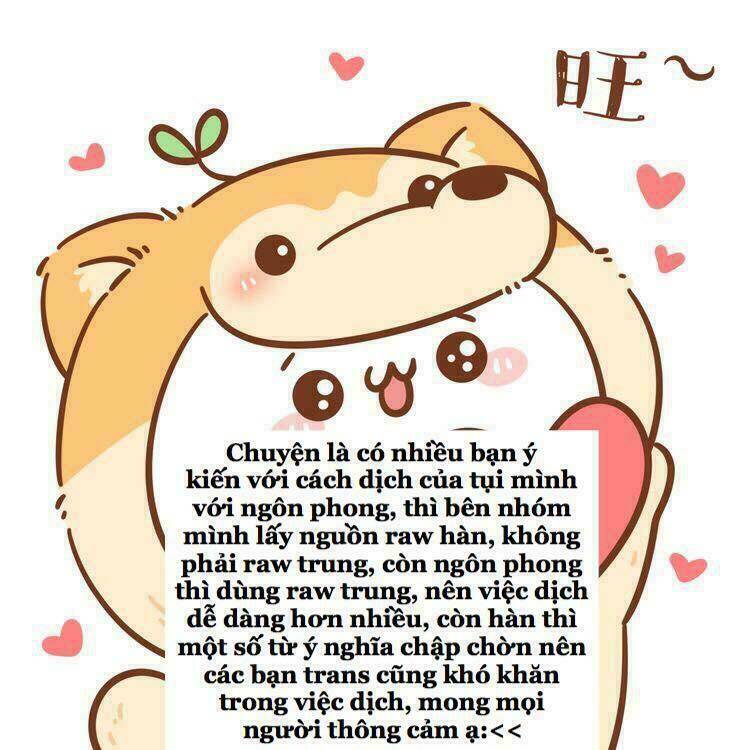 旺~
Chuyện là có nhiều bạn ý
kiến với cách dịch của tụi mình
với ngôn phong, thì bên nhóm
mình lấy nguồn raw hàn, không
phải raw trung, còn ngôn phong
thì dùng raw trung, nên việc dịch
dễ dàng hơn nhiều, còn hàn thì
một số từ ý nghĩa chập chờn nên
các bạn trans cũng khó khăn
trong việc dịch, mong mọi
người thông cảm ạ:<<